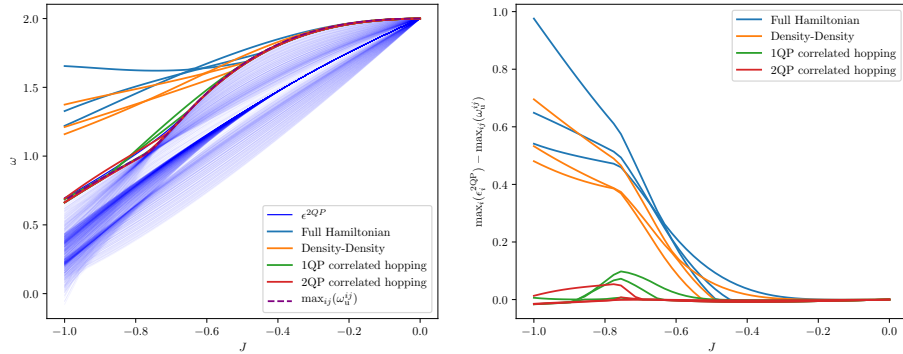 2.0
1.5
1.0
0.5
0.0
ω
−1.0
−0.8
−0.6
−0.4
−0.2
0.0
J
ϵ^{2QP}
Full Hamiltonian
Density-Density
1QP correlated hopping
2QP correlated hopping
max_{ij}(ω_u^{ij})
1.0
0.8
0.6
0.4
0.2
0.0
max_i(ϵ_i^{2QP}) − max_{ij}(ω_u^{ij})
−1.0
−0.8
−0.6
−0.4
−0.2
0.0
J
Full Hamiltonian
Density-Density
1QP correlated hopping
2QP correlated hopping